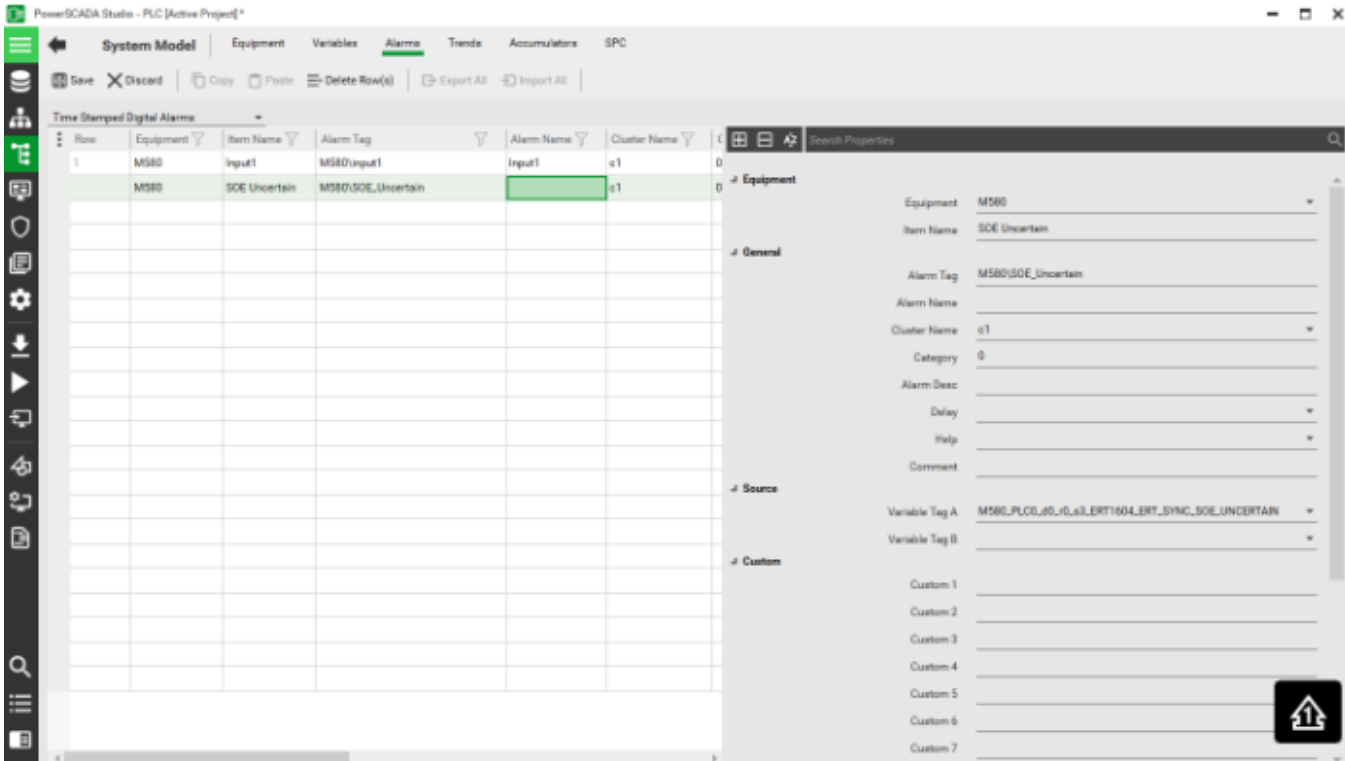 PowerSCADA Studio - PLC [Active Project]*
System Model Equipment Variables Alarms Trends Accumulators SPC
Save Discard Copy Paste Delete Row(s) Export All Import All
Time Stamped Digital Alarms
Row Equipment Item Name Alarm Tag Alarm Name Cluster Name
1 M580 Input1 M580\Input1 Input1 c1 0
M580 SOE Uncertain M580\SOE_Uncertain c1 0
Search Properties
Equipment
Equipment M580
Item Name SOE Uncertain
General
Alarm Tag M580\SOE_Uncertain
Alarm Name
Cluster Name c1
Category 0
Alarm Desc
Delay
Help
Comment
Source
Variable Tag A M580_PLC0_d0_r0_s3_ERT1604_ERT_SYNC_SOE_UNCERTAIN
Variable Tag B
Custom
Custom 1
Custom 2
Custom 3
Custom 4
Custom 5
Custom 6
Custom 7
1